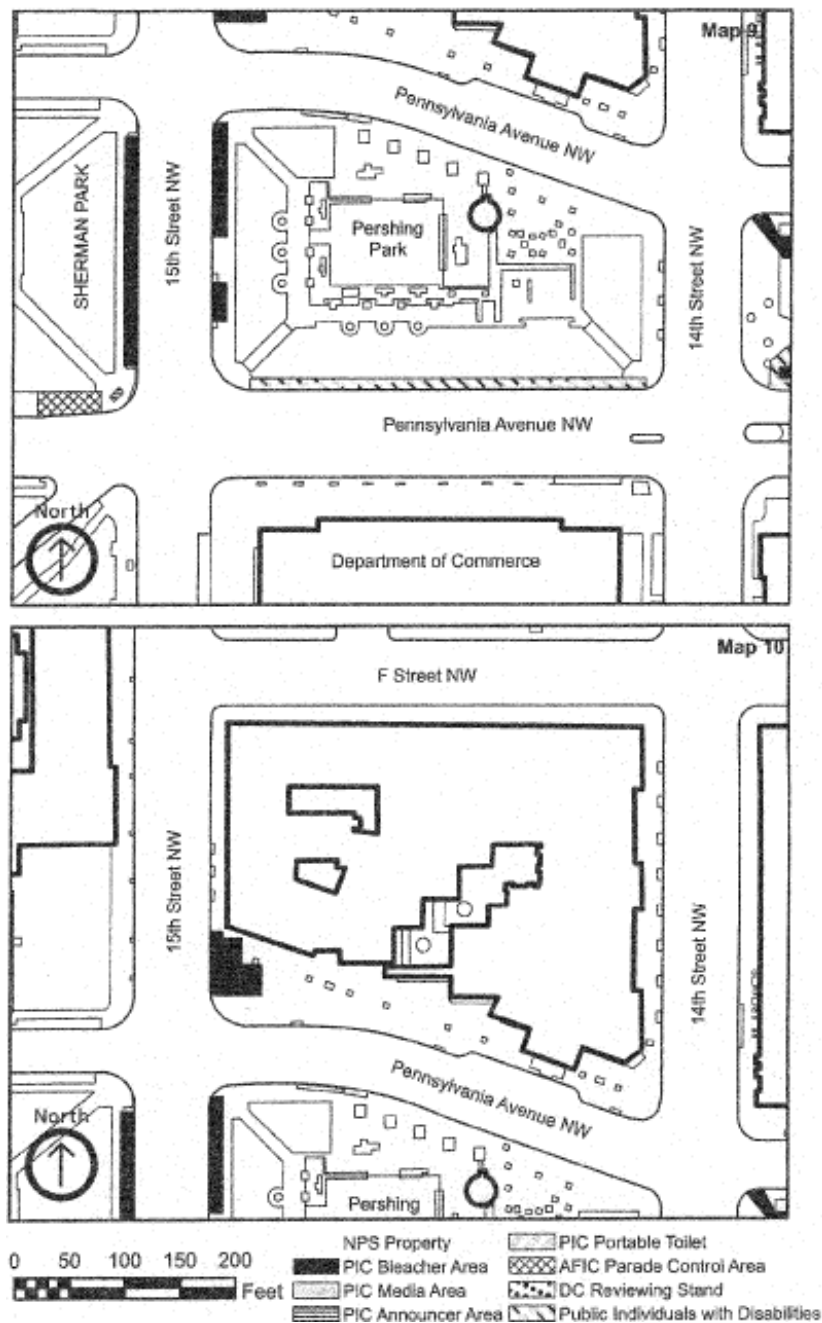 Map 9
Pennsylvania Avenue NW
SHERMAN PARK
15th Street NW
Pershing
Park
14th Street NW
Pennsylvania Avenue NW
North
Department of Commerce
Map 10
F Street NW
15th Street NW
14th Street NW
Pennsylvania Avenue NW
North
Pershing
0 50 100 150 200
Feet
NPS Property
PIC Bleacher Area
PIC Media Area
PIC Announcer Area
PIC Portable Toilet
AFIC Parade Control Area
DC Reviewing Stand
Public Individuals with Disabilities